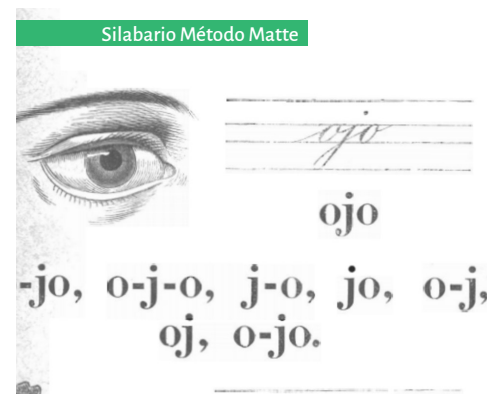 Silabario Método Matte
ojo
ojo
-jo, o-j-o, j-o, jo, o-j,
oj, o-jo.